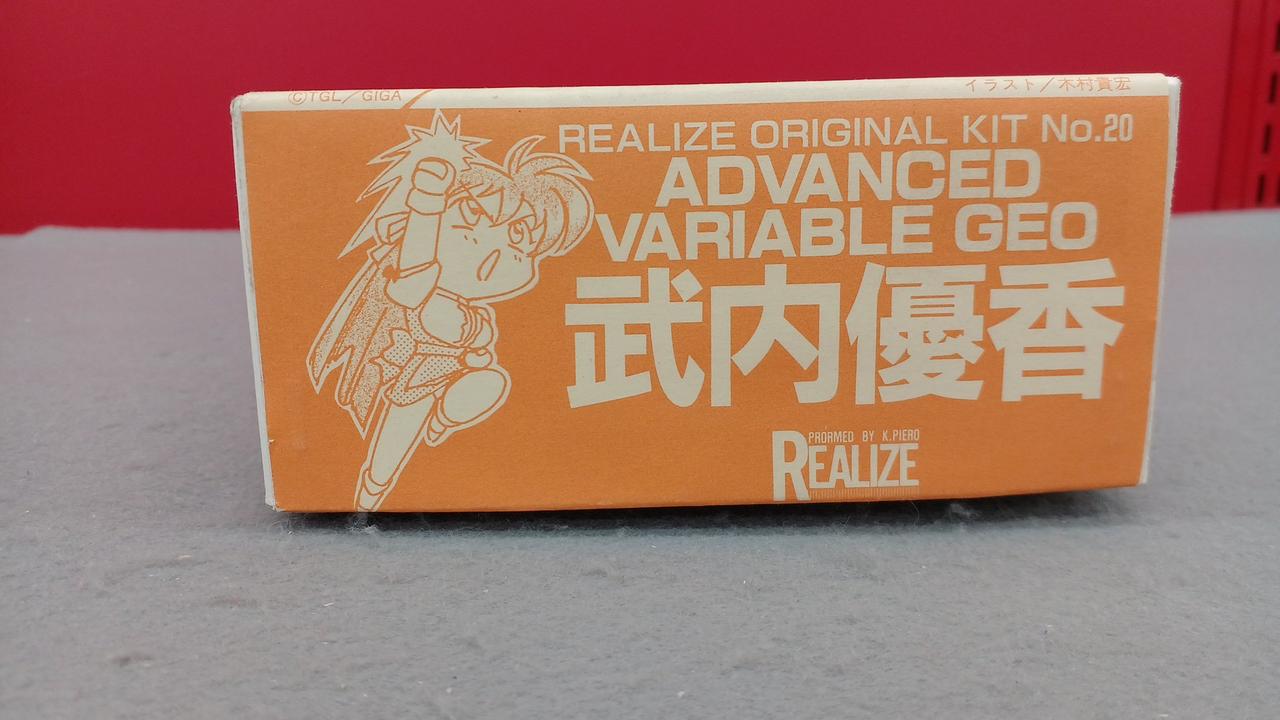 ©TGL/GIGA
イラスト/木村貴宏
REALIZE ORIGINAL KIT No.20
ADVANCED
VARIABLE GEO
武内優香
PRORMED BY K.PIERO
REALIZE